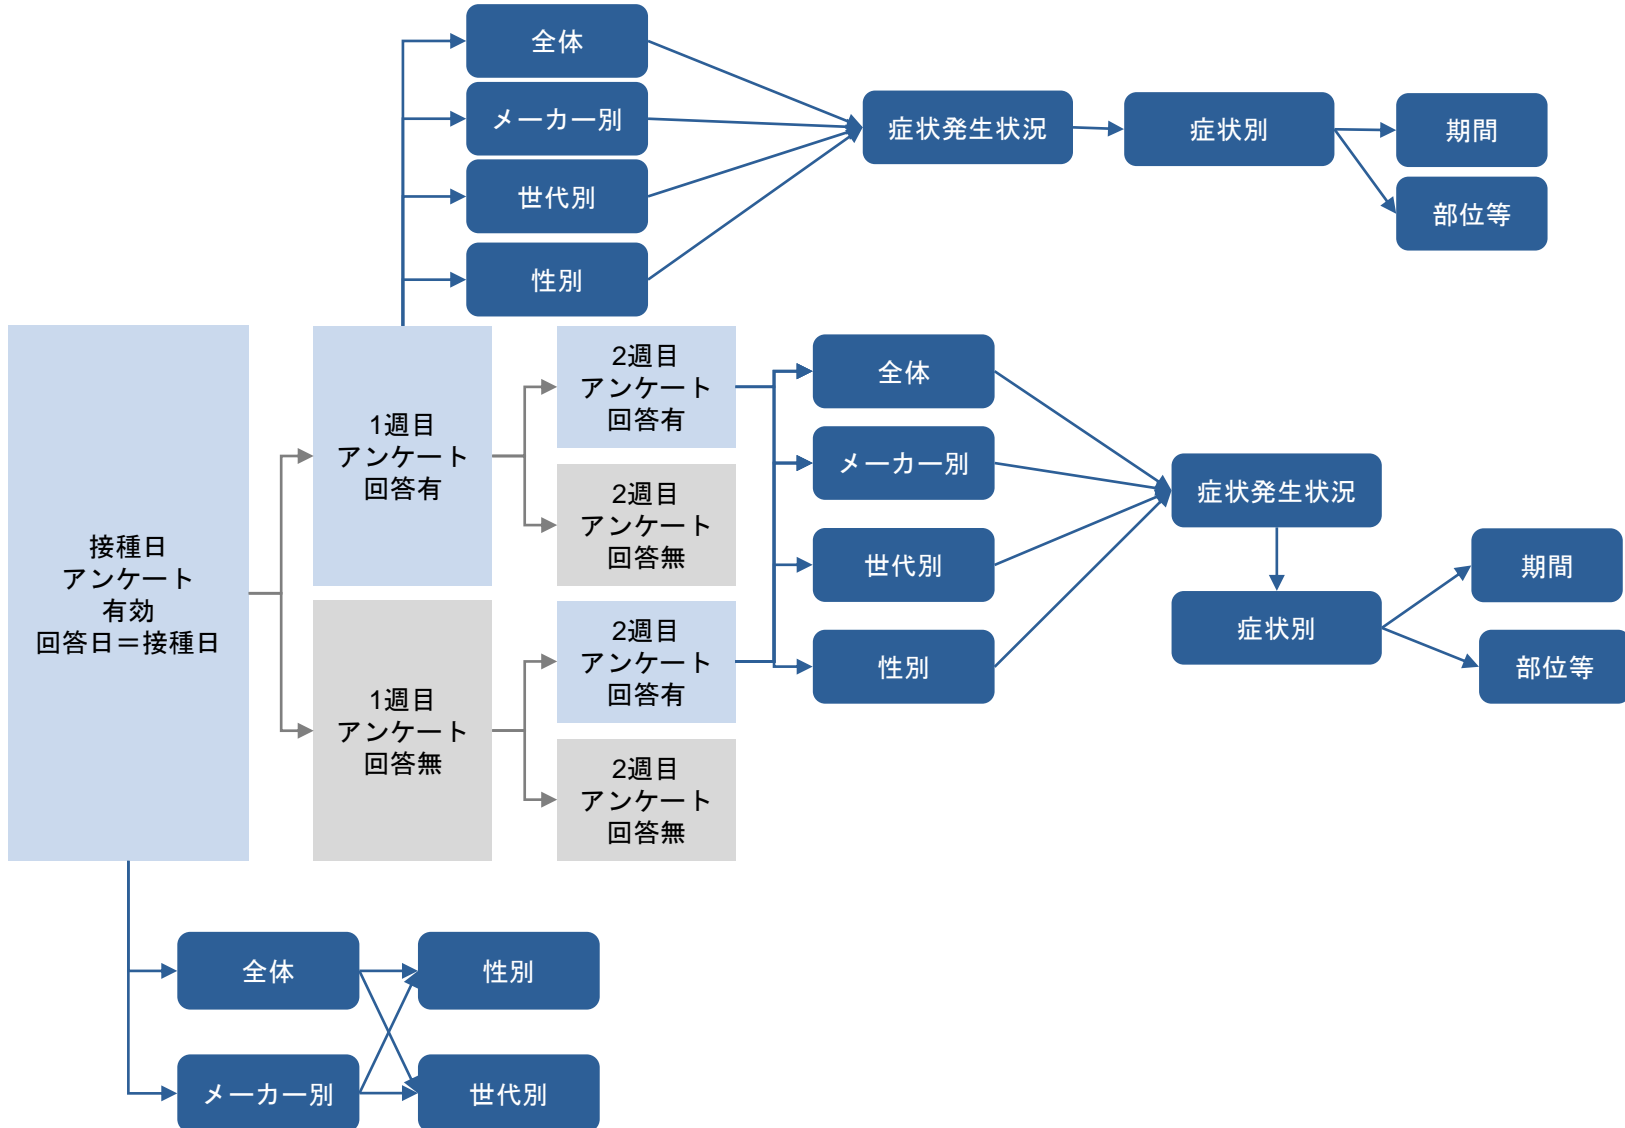 全体
メーカー別
世代別
性別
症状発生状況
症状別
期間
部位等
接種日
アンケート
有効
回答日＝接種日
1週目
アンケート
回答有
1週目
アンケート
回答無
2週目
アンケート
回答有
2週目
アンケート
回答無
2週目
アンケート
回答有
2週目
アンケート
回答無
全体
メーカー別
世代別
性別
症状発生状況
症状別
期間
部位等
全体
メーカー別
性別
世代別